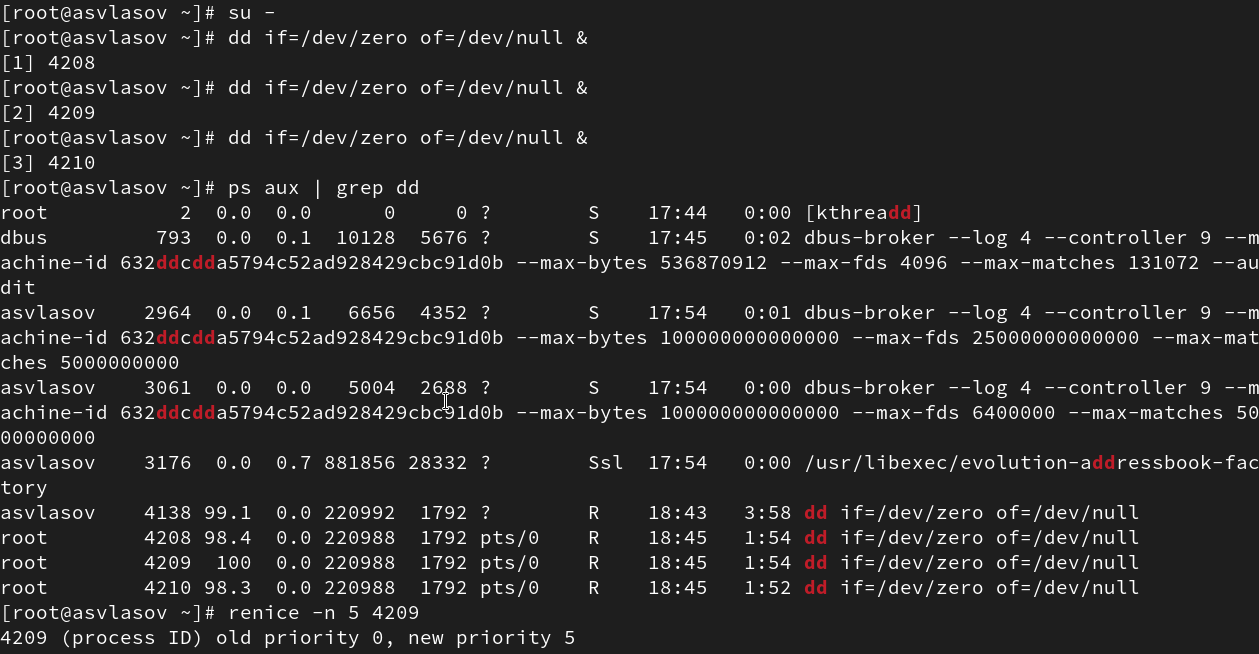 [root@asvlasov ~]# su -
[root@asvlasov ~]# dd if=/dev/zero of=/dev/null &
[1] 4208
[root@asvlasov ~]# dd if=/dev/zero of=/dev/null &
[2] 4209
[root@asvlasov ~]# dd if=/dev/zero of=/dev/null &
[3] 4210
[root@asvlasov ~]# ps aux | grep dd
root           2  0.0  0.0      0     0 ?        S    17:44   0:00 [kthreadd]
dbus         793  0.0  0.1  10128  5676 ?        S    17:45   0:02 dbus-broker --log 4 --controller 9 --m
achine-id 632ddcdda5794c52ad928429cbc91d0b --max-bytes 536870912 --max-fds 4096 --max-matches 131072 --au
dit
asvlasov    2964  0.0  0.1   6656  4352 ?        S    17:54   0:01 dbus-broker --log 4 --controller 9 --m
achine-id 632ddcdda5794c52ad928429cbc91d0b --max-bytes 100000000000000 --max-fds 25000000000000 --max-mat
ches 5000000000
asvlasov    3061  0.0  0.0   5004  2688 ?        S    17:54   0:00 dbus-broker --log 4 --controller 9 --m
achine-id 632ddcdda5794c52ad928429cbc91d0b --max-bytes 100000000000000 --max-fds 6400000 --max-matches 50
00000000
asvlasov    3176  0.0  0.7 881856 28332 ?        Ssl  17:54   0:00 /usr/libexec/evolution-addressbook-fac
tory
asvlasov    4138 99.1  0.0 220992  1792 ?        R    18:43   3:58 dd if=/dev/zero of=/dev/null
root        4208 98.4  0.0 220988  1792 pts/0    R    18:45   1:54 dd if=/dev/zero of=/dev/null
root        4209  100  0.0 220988  1792 pts/0    R    18:45   1:54 dd if=/dev/zero of=/dev/null
root        4210 98.3  0.0 220988  1792 pts/0    R    18:45   1:52 dd if=/dev/zero of=/dev/null
[root@asvlasov ~]# renice -n 5 4209
4209 (process ID) old priority 0, new priority 5